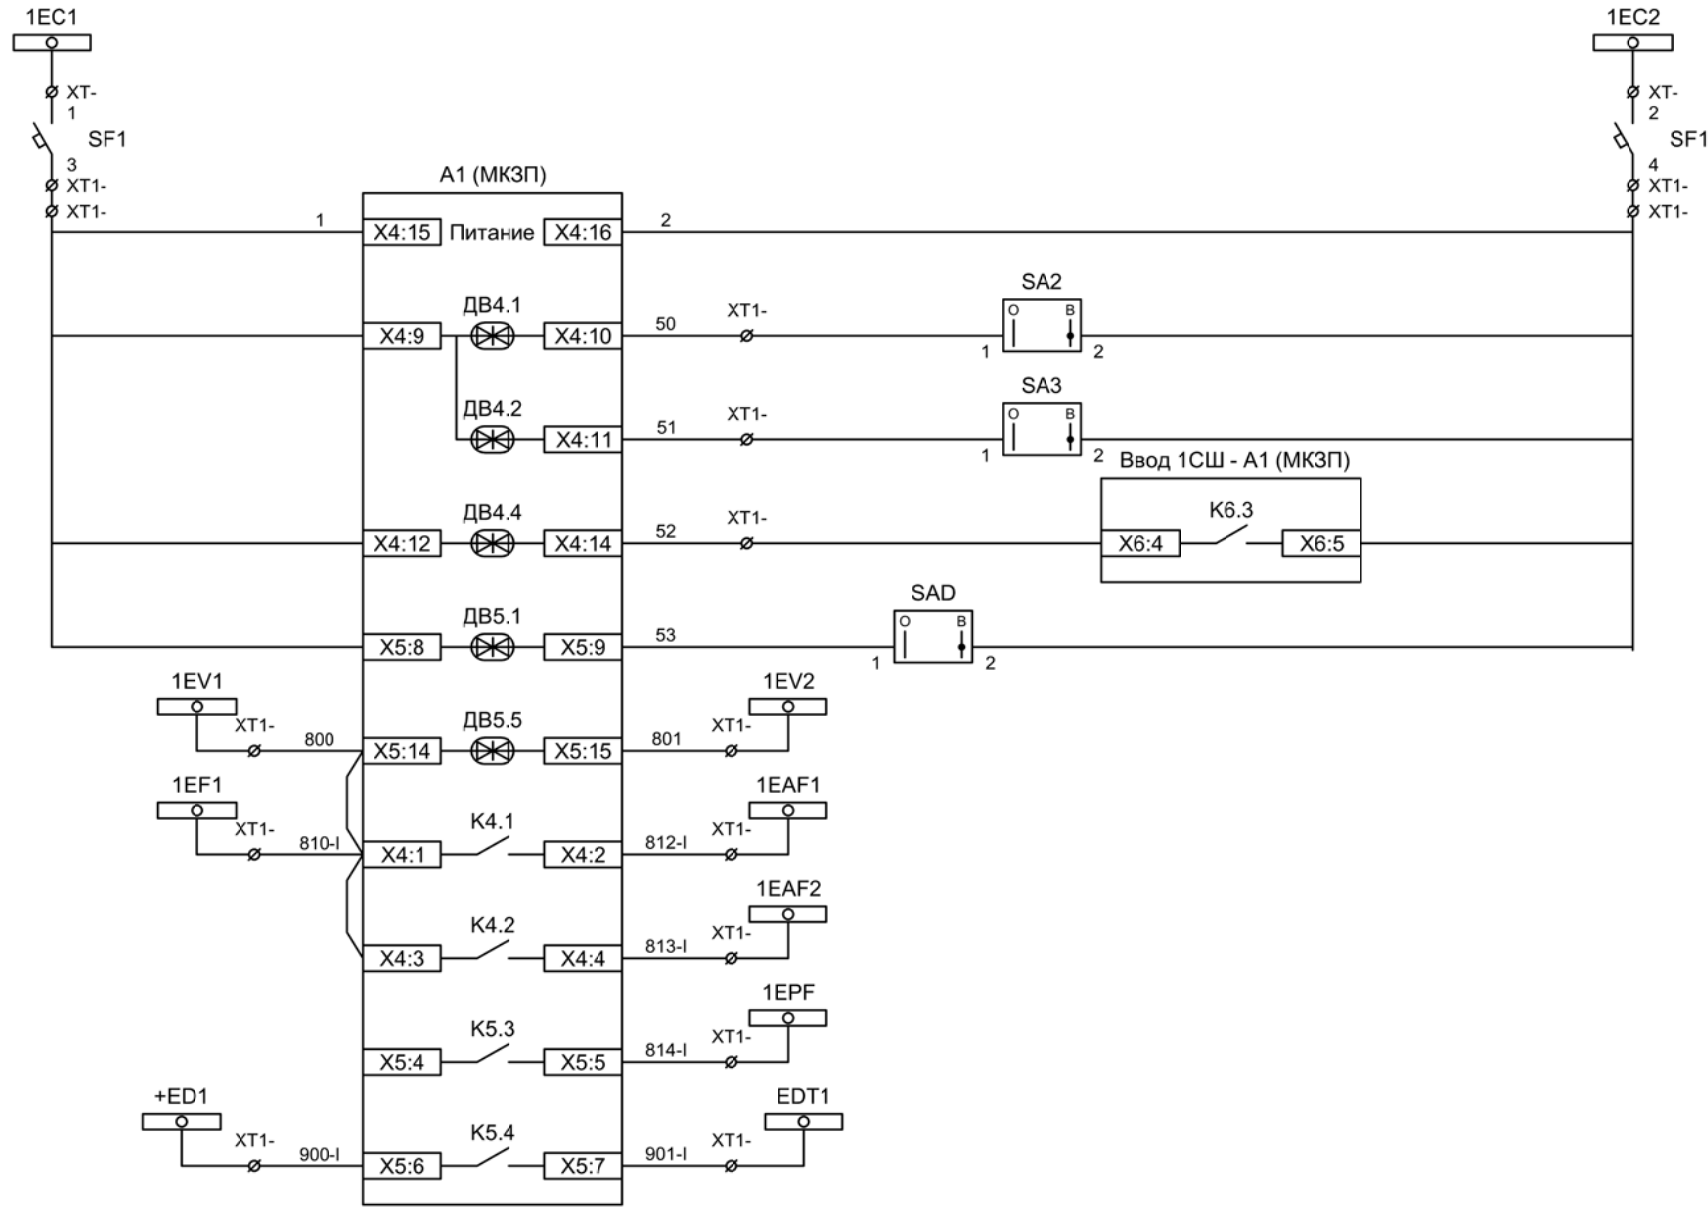 1ЕС1
1ЕС2
XT-
XT-
1
2
SF1
SF1
3
4
XT1-
XT1-
XT1-
XT1-
А1 (МКЗП)
1
X4:15 Питание X4:16
2
ДВ4.1
X4:9
X4:10
50
XT1-
SA2
О В
1
2
ДВ4.2
X4:11
51
XT1-
SA3
О В
1
2
Ввод 1СШ - А1 (МКЗП)
ДВ4.4
X4:12
X4:14
52
XT1-
K6.3
X6:4
X6:5
ДВ5.1
X5:8
X5:9
53
SAD
О В
1
2
1EV1
XT1-
800
ДВ5.5
X5:14
X5:15
801
XT1-
1EV2
1EF1
XT1-
810-I
K4.1
X4:1
X4:2
812-I
XT1-
1EAF1
K4.2
X4:3
X4:4
813-I
XT1-
1EAF2
K5.3
X5:4
X5:5
814-I
XT1-
1EPF
+ED1
XT1-
900-I
K5.4
X5:6
X5:7
901-I
XT1-
EDT1